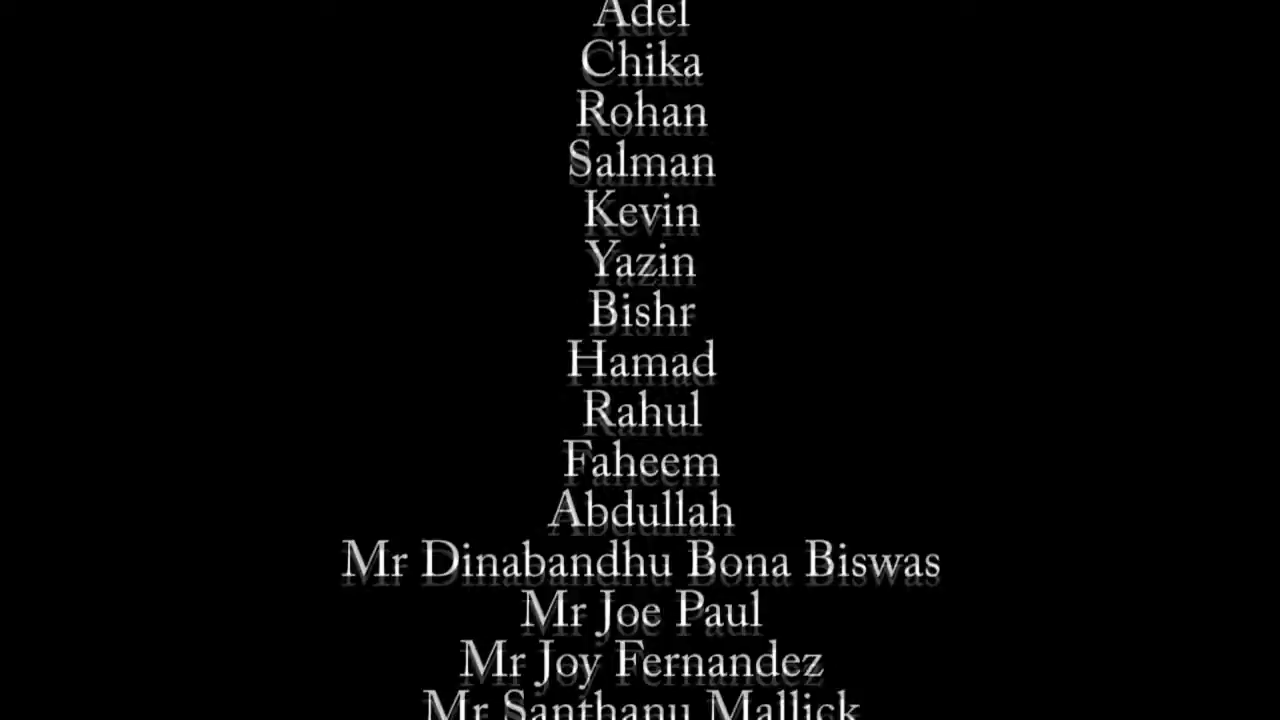 Adel
Chika
Rohan
Salman
Kevin
Yazin
Bishr
Hamad
Rahul
Faheem
Abdullah
Mr Dinabandhu Bona Biswas
Mr Joe Paul
Mr Joy Fernandez
Mr Santhanu Mallick